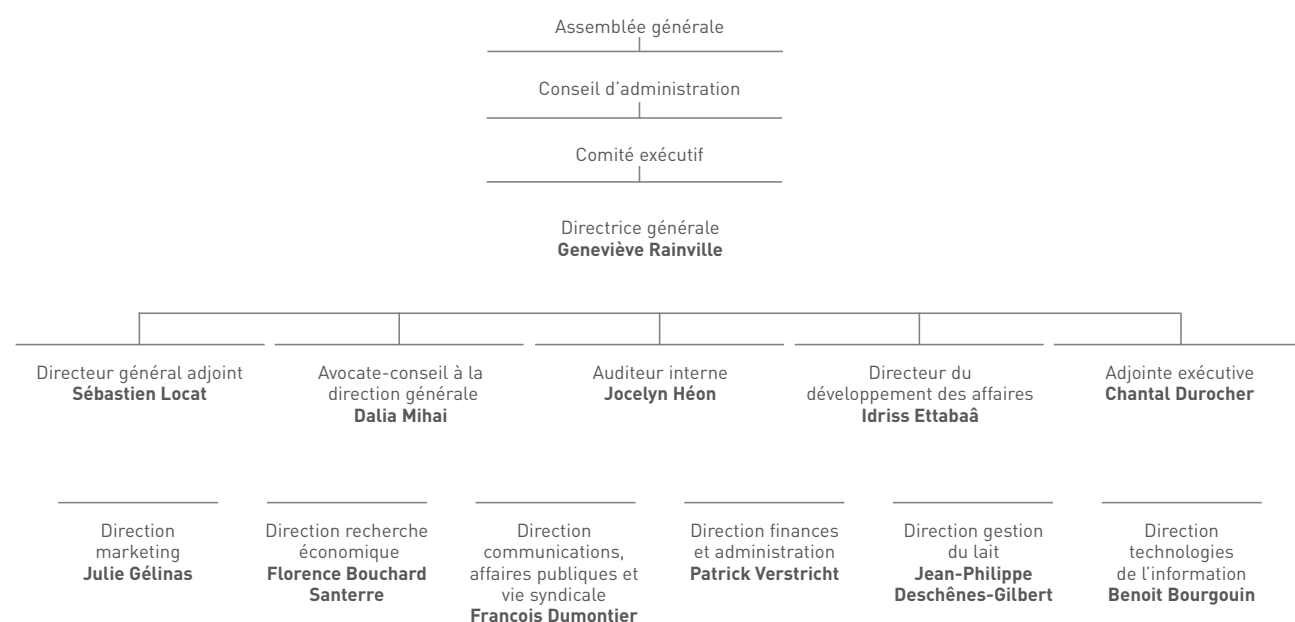 Assemblée générale
Conseil d'administration
Comité exécutif
Directrice générale
Geneviève Rainville
Directeur général adjoint
Sébastien Locat
Avocate-conseil à la
direction générale
Dalia Mihai
Auditeur interne
Jocelyn Héon
Directeur du
développement des affaires
Idriss Ettabaâ
Adjointe exécutive
Chantal Durocher
Direction
marketing
Julie Gélinas
Direction recherche
économique
Florence Bouchard
Santerre
Direction
communications,
affaires publiques et
vie syndicale
François Dumontier
Direction finances
et administration
Patrick Verstricht
Direction gestion
du lait
Jean-Philippe
Deschênes-Gilbert
Direction
technologies
de l'information
Benoit Bourgouin